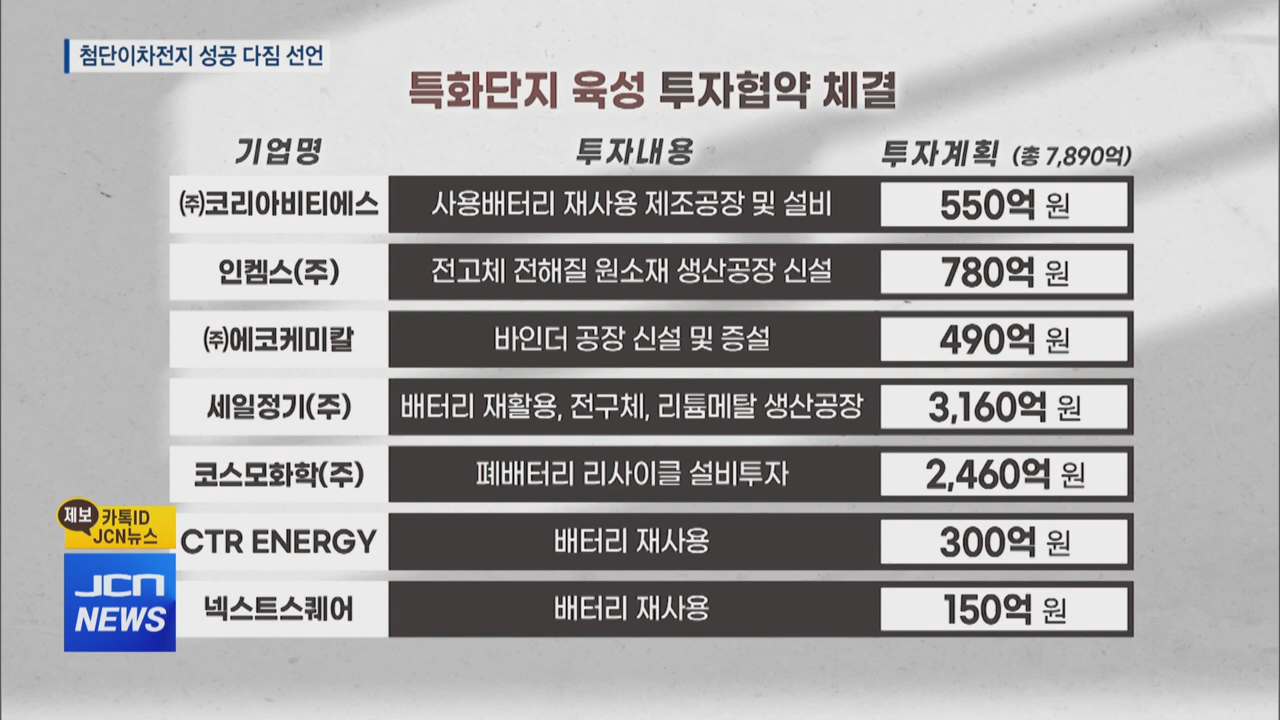 첨단이차전지 성공 다짐 선언
특화단지 육성 투자협약 체결
기업명 투자내용 투자계획 (총 7,890억)
㈜코리아비티에스 사용배터리 재사용 제조공장 및 설비 550억 원
인켐스(주) 전고체 전해질 원소재 생산공장 신설 780억 원
㈜에코케미칼 바인더 공장 신설 및 증설 490억 원
세일정기(주) 배터리 재활용, 전구체, 리튬메탈 생산공장 3,160억 원
코스모화학(주) 폐배터리 리사이클 설비투자 2,460억 원
CTR ENERGY 배터리 재사용 300억 원
넥스트스퀘어 배터리 재사용 150억 원
제보 카톡ID
JCN뉴스
JCN
NEWS